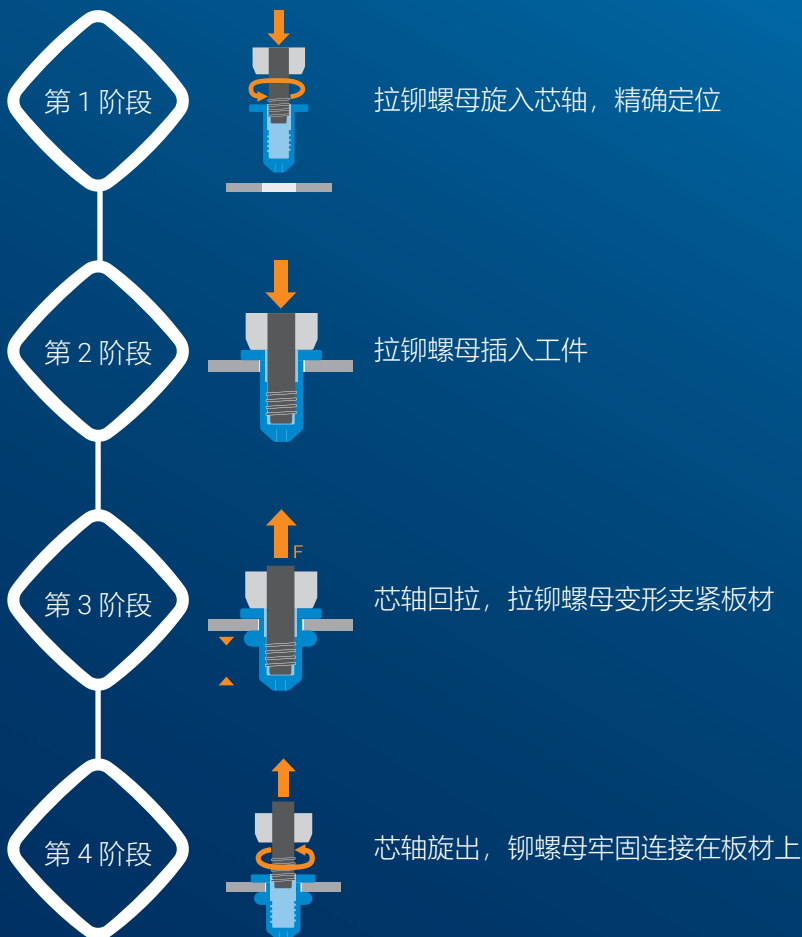 第 1 阶段
拉铆螺母旋入芯轴，精确定位
第 2 阶段
拉铆螺母插入工件
F
第 3 阶段
芯轴回拉，拉铆螺母变形夹紧板材
第 4 阶段
芯轴旋出，铆螺母牢固连接在板材上